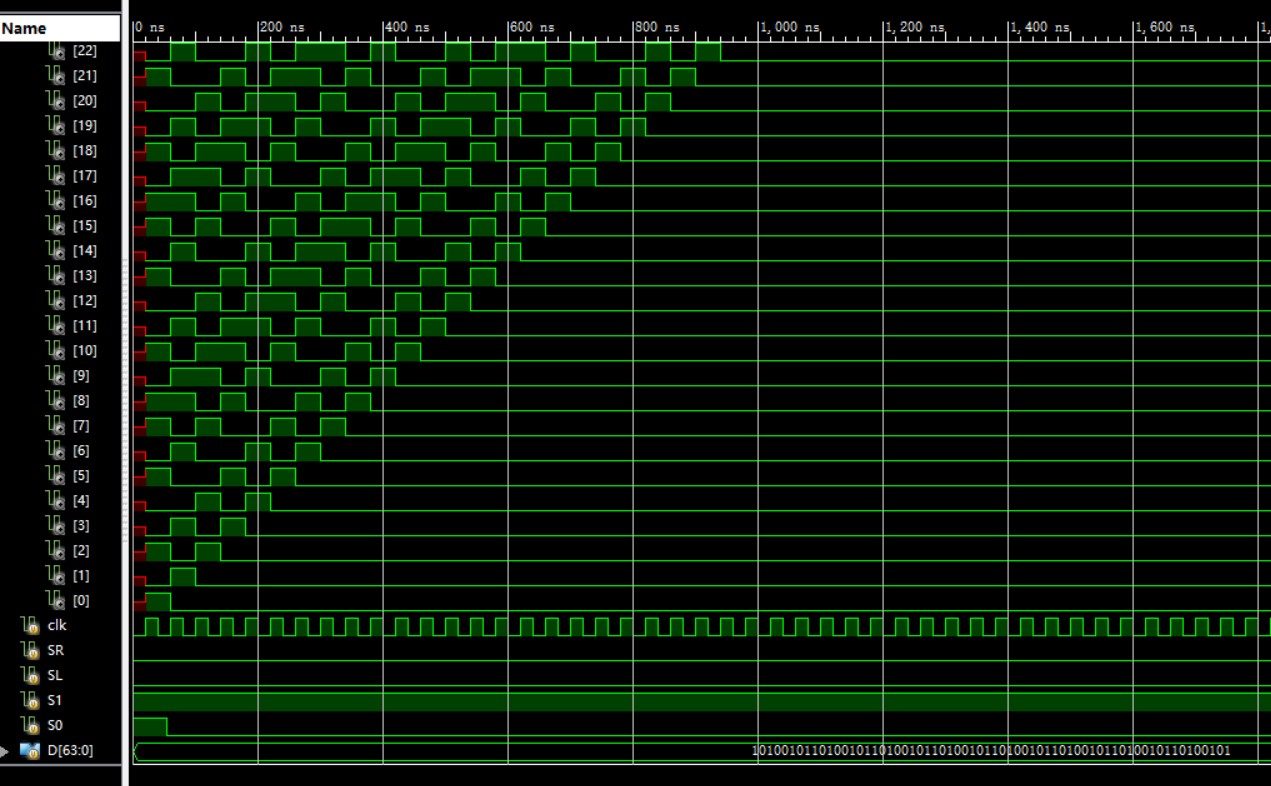 Name
0 ns 200 ns 400 ns 600 ns 800 ns 1,000 ns 1,200 ns 1,400 ns 1,600 ns 1,
[22]
[21]
[20]
[19]
[18]
[17]
[16]
[15]
[14]
[13]
[12]
[11]
[10]
[9]
[8]
[7]
[6]
[5]
[4]
[3]
[2]
[1]
[0]
clk
SR
SL
S1
S0
D[63:0] 1010010110100101101001011010010110100101101001011010010110100101